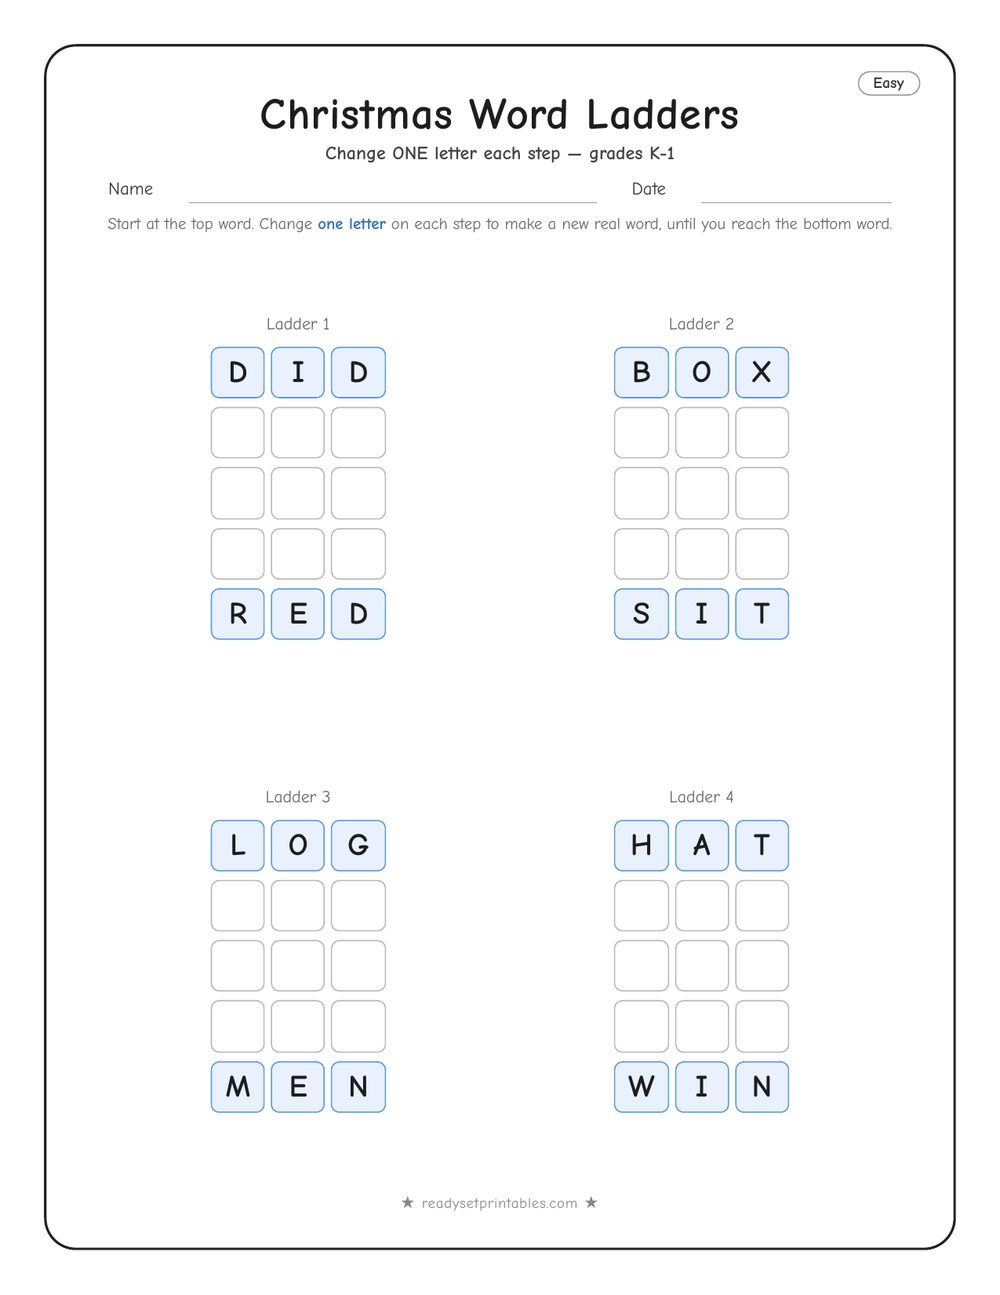 Easy
Christmas Word Ladders
Change ONE letter each step — grades K-1
Name Date
Start at the top word. Change one letter on each step to make a new real word, until you reach the bottom word.
Ladder 1
D I D
R E D
Ladder 2
B O X
S I T
Ladder 3
L O G
M E N
Ladder 4
H A T
W I N
★ readysetprintables.com ★